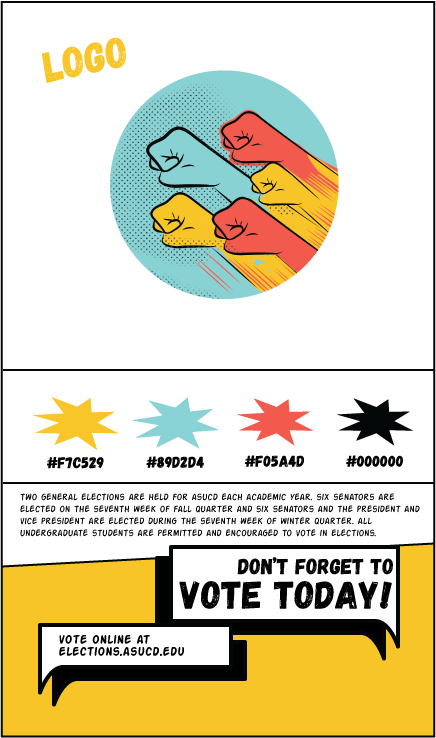 LOGO
#F7C529 #89D2D4 #F05A4D #000000
TWO GENERAL ELECTIONS ARE HELD FOR ASUCD EACH ACADEMIC YEAR. SIX SENATORS ARE
ELECTED ON THE SEVENTH WEEK OF FALL QUARTER AND SIX SENATORS AND THE PRESIDENT AND
VICE PRESIDENT ARE ELECTED DURING THE SEVENTH WEEK OF WINTER QUARTER. ALL
UNDERGRADUATE STUDENTS ARE PERMITTED AND ENCOURAGED TO VOTE IN ELECTIONS.
DON'T FORGET TO
VOTE TODAY!
VOTE ONLINE AT
ELECTIONS.ASUCD.EDU